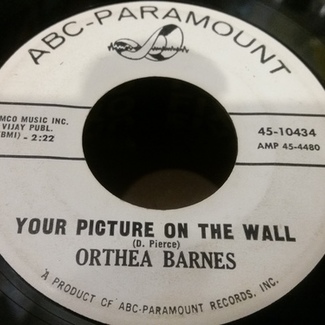 ABC-PARAMOUNT
MCO MUSIC INC.
VIJAY PUBL.
(BMI) - 2:22
45-10434
AMP 45-4480
YOUR PICTURE ON THE WALL
(D. Pierce)
ORTHEA BARNES
A PRODUCT OF ABC-PARAMOUNT RECORDS, INC.